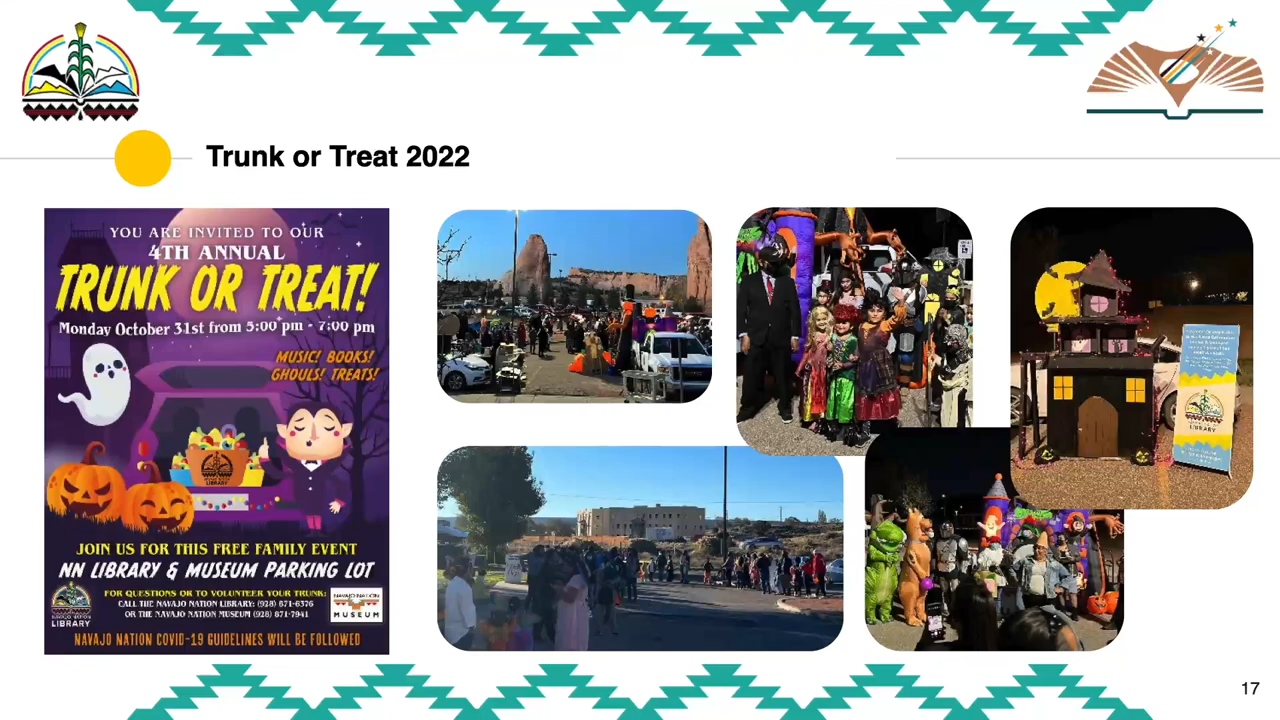 Trunk or Treat 2022
YOU ARE INVITED TO OUR
4TH ANNUAL
TRUNK OR TREAT!
Monday October 31st from 5:00 pm - 7:00 pm
MUSIC! BOOKS!
GHOULS! TREATS!
LIBRARY
JOIN US FOR THIS FREE FAMILY EVENT
NN LIBRARY & MUSEUM PARKING LOT
FOR QUESTIONS OR TO VOLUNTEER YOUR TRUNK:
CALL THE NAVAJO NATION LIBRARY: (928) 871-6376
OR THE NAVAJO NATION MUSEUM (928) 871-7941
NAVAJO NATION
LIBRARY
NAVAJO NATION
MUSEUM
NAVAJO NATION COVID-19 GUIDELINES WILL BE FOLLOWED
LIBRARY
17